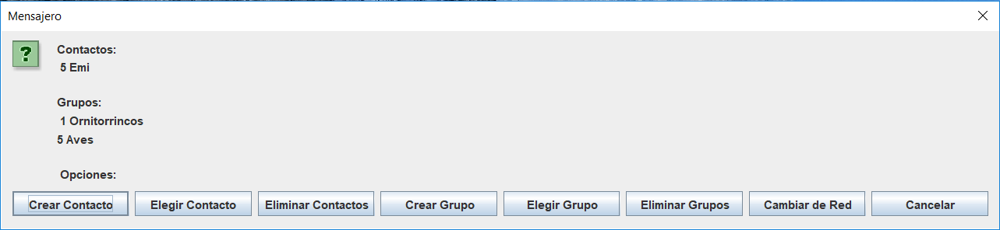 Mensajero
?
Contactos:
5 Emi
Grupos:
1 Ornitorrincos
5 Aves
Opciones:
Crear Contacto Elegir Contacto Eliminar Contactos Crear Grupo Elegir Grupo Eliminar Grupos Cambiar de Red Cancelar